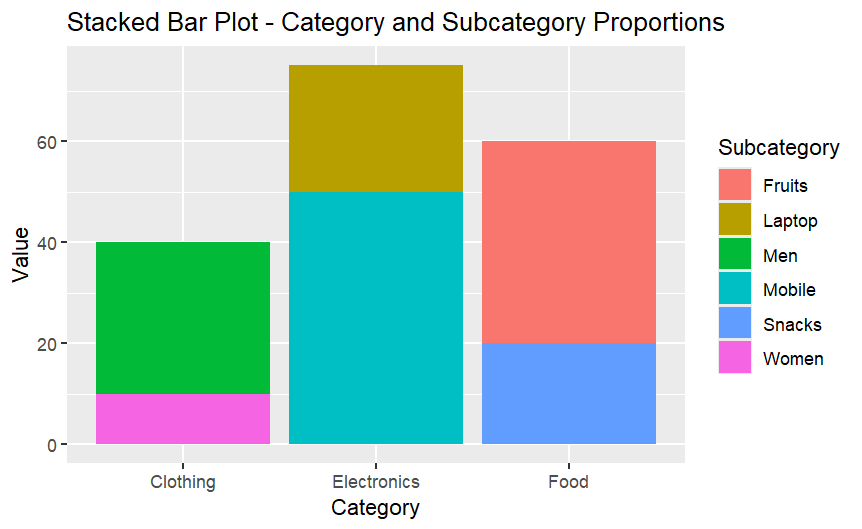 Stacked Bar Plot - Category and Subcategory Proportions
Value
60
40
20
0
Clothing
Electronics
Food
Category
Subcategory
Fruits
Laptop
Men
Mobile
Snacks
Women